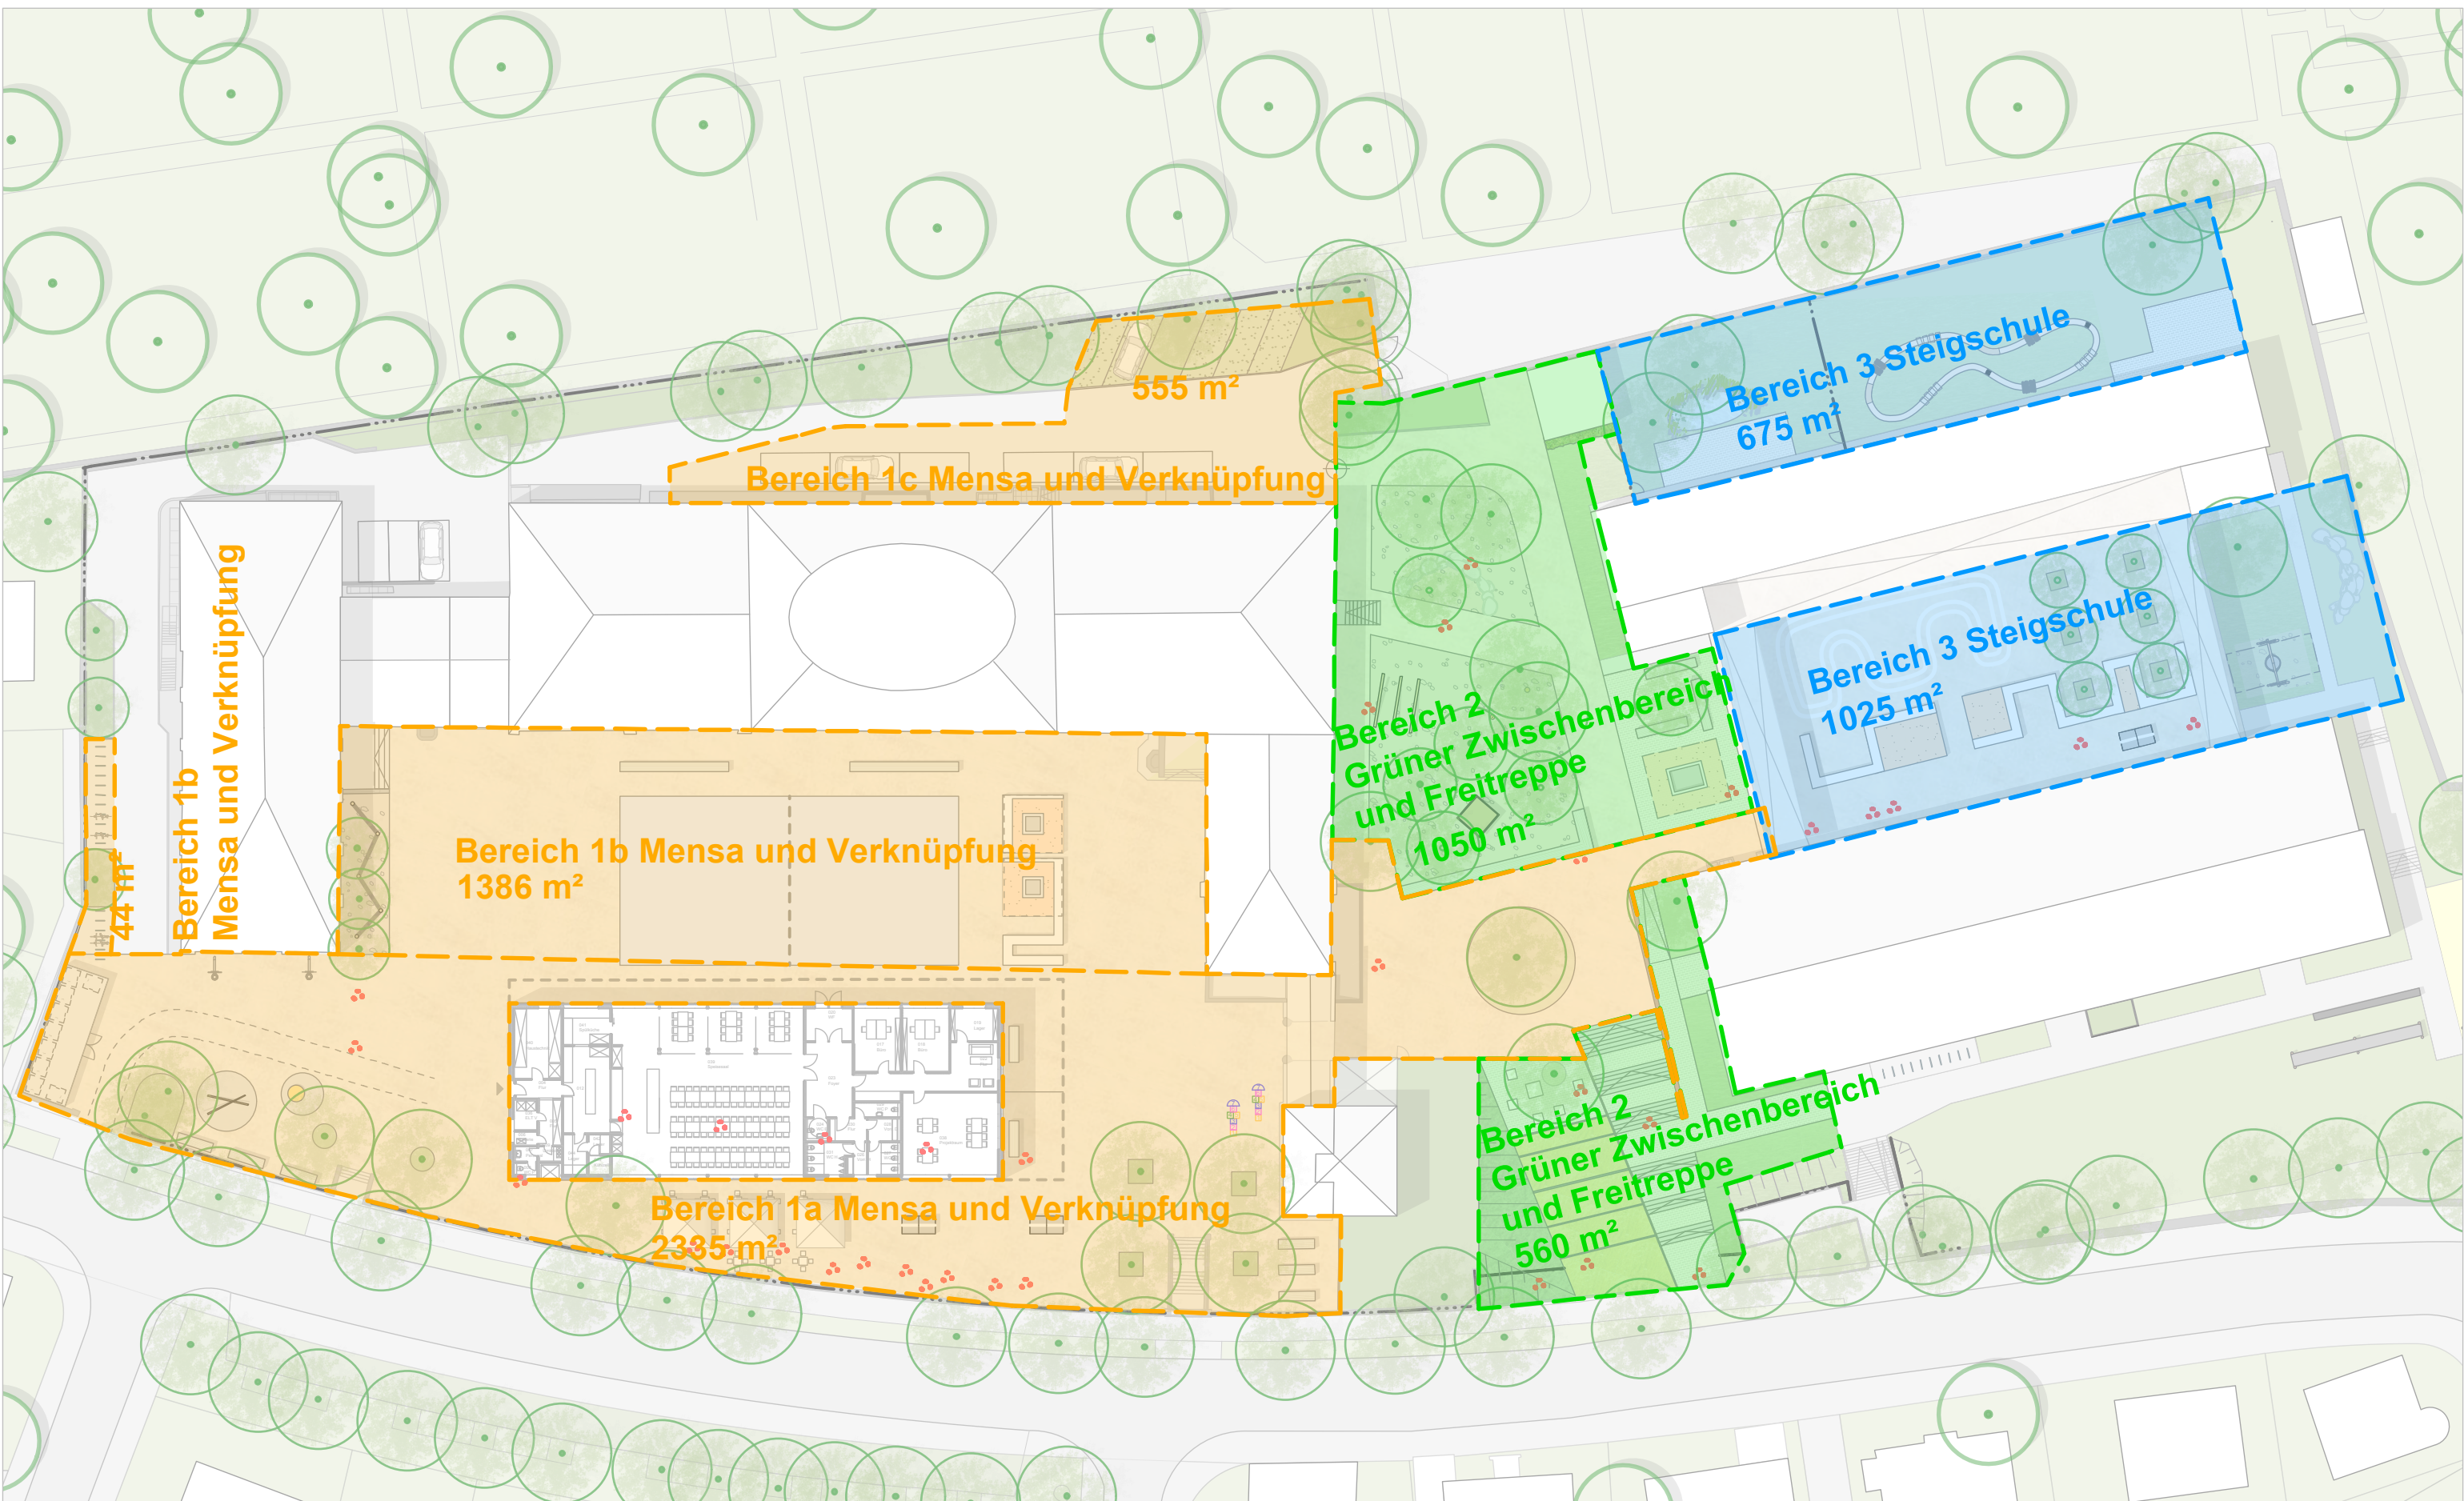 555 m²
Bereich 1c Mensa und Verknüpfung
Bereich 3 Steigschule
675 m²
Bereich 3 Steigschule
1025 m²
Bereich 2
Grüner Zwischenbereich
und Freitreppe
1050 m²
44 m²
Bereich 1b
Mensa und Verknüpfung
Bereich 1b Mensa und Verknüpfung
1386 m²
Bereich 1a Mensa und Verknüpfung
2335 m²
Bereich 2
Grüner Zwischenbereich
und Freitreppe
560 m²